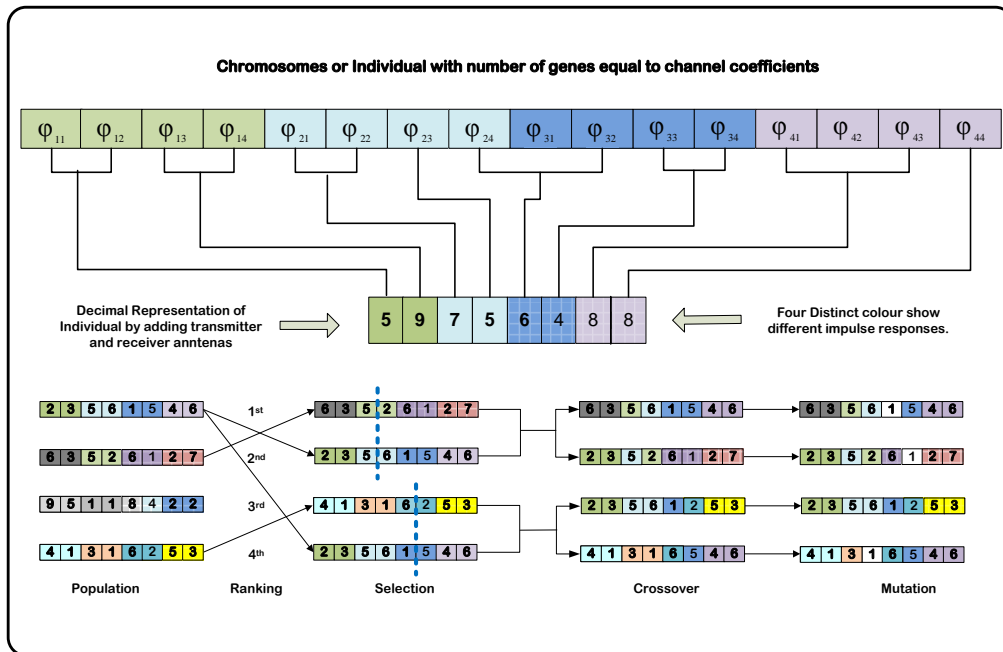 Chromosomes or Individual with number of genes equal to channel coefficients
φ11 φ12 φ13 φ14 φ21 φ22 φ23 φ24 φ31 φ32 φ33 φ34 φ41 φ42 φ43 φ44
Decimal Representation of
Individual by adding transmitter
and receiver anntenas
5 9 7 5 6 4 8 8
Four Distinct colour show
different impulse responses.
2 3 5 6 1 5 4 6
6 3 5 2 6 1 2 7
9 5 1 1 8 4 2 2
4 1 3 1 6 2 5 3
Population
1st
2nd
3rd
4th
Ranking
6 3 5 2 6 1 2 7
2 3 5 6 1 5 4 6
4 1 3 1 6 2 5 3
2 3 5 6 1 5 4 6
Selection
6 3 5 6 1 5 4 6
2 3 5 2 6 1 2 7
2 3 5 6 1 2 5 3
4 1 3 1 6 5 4 6
Crossover
6 3 5 6 1 5 4 6
2 3 5 2 6 1 2 7
2 3 5 6 1 2 5 3
4 1 3 1 6 5 4 6
Mutation